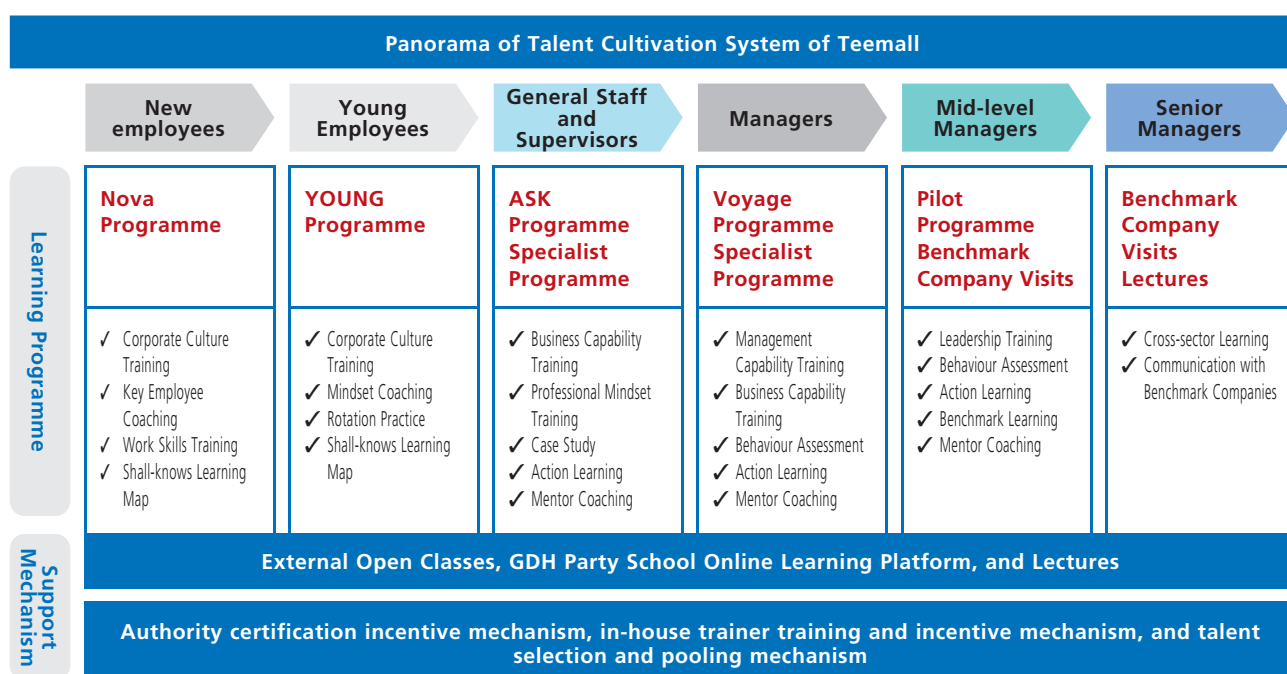 Panorama of Talent Cultivation System of Teemall
New
employees
Young
Employees
General Staff
and
Supervisors
Managers
Mid-level
Managers
Senior
Managers
Learning Programme
Nova
Programme
YOUNG
Programme
ASK
Programme
Specialist
Programme
Voyage
Programme
Specialist
Programme
Pilot
Programme
Benchmark
Company Visits
Benchmark
Company
Visits
Lectures
✓ Corporate Culture
Training
✓ Key Employee
Coaching
✓ Work Skills Training
✓ Shall-knows Learning
Map
✓ Corporate Culture
Training
✓ Mindset Coaching
✓ Rotation Practice
✓ Shall-knows Learning
Map
✓ Business Capability
Training
✓ Professional Mindset
Training
✓ Case Study
✓ Action Learning
✓ Mentor Coaching
✓ Management
Capability Training
✓ Business Capability
Training
✓ Behaviour Assessment
✓ Action Learning
✓ Mentor Coaching
✓ Leadership Training
✓ Behaviour Assessment
✓ Action Learning
✓ Benchmark Learning
✓ Mentor Coaching
✓ Cross-sector Learning
✓ Communication with
Benchmark Companies
Support
Mechanism
External Open Classes, GDH Party School Online Learning Platform, and Lectures
Authority certification incentive mechanism, in-house trainer training and incentive mechanism, and talent
selection and pooling mechanism